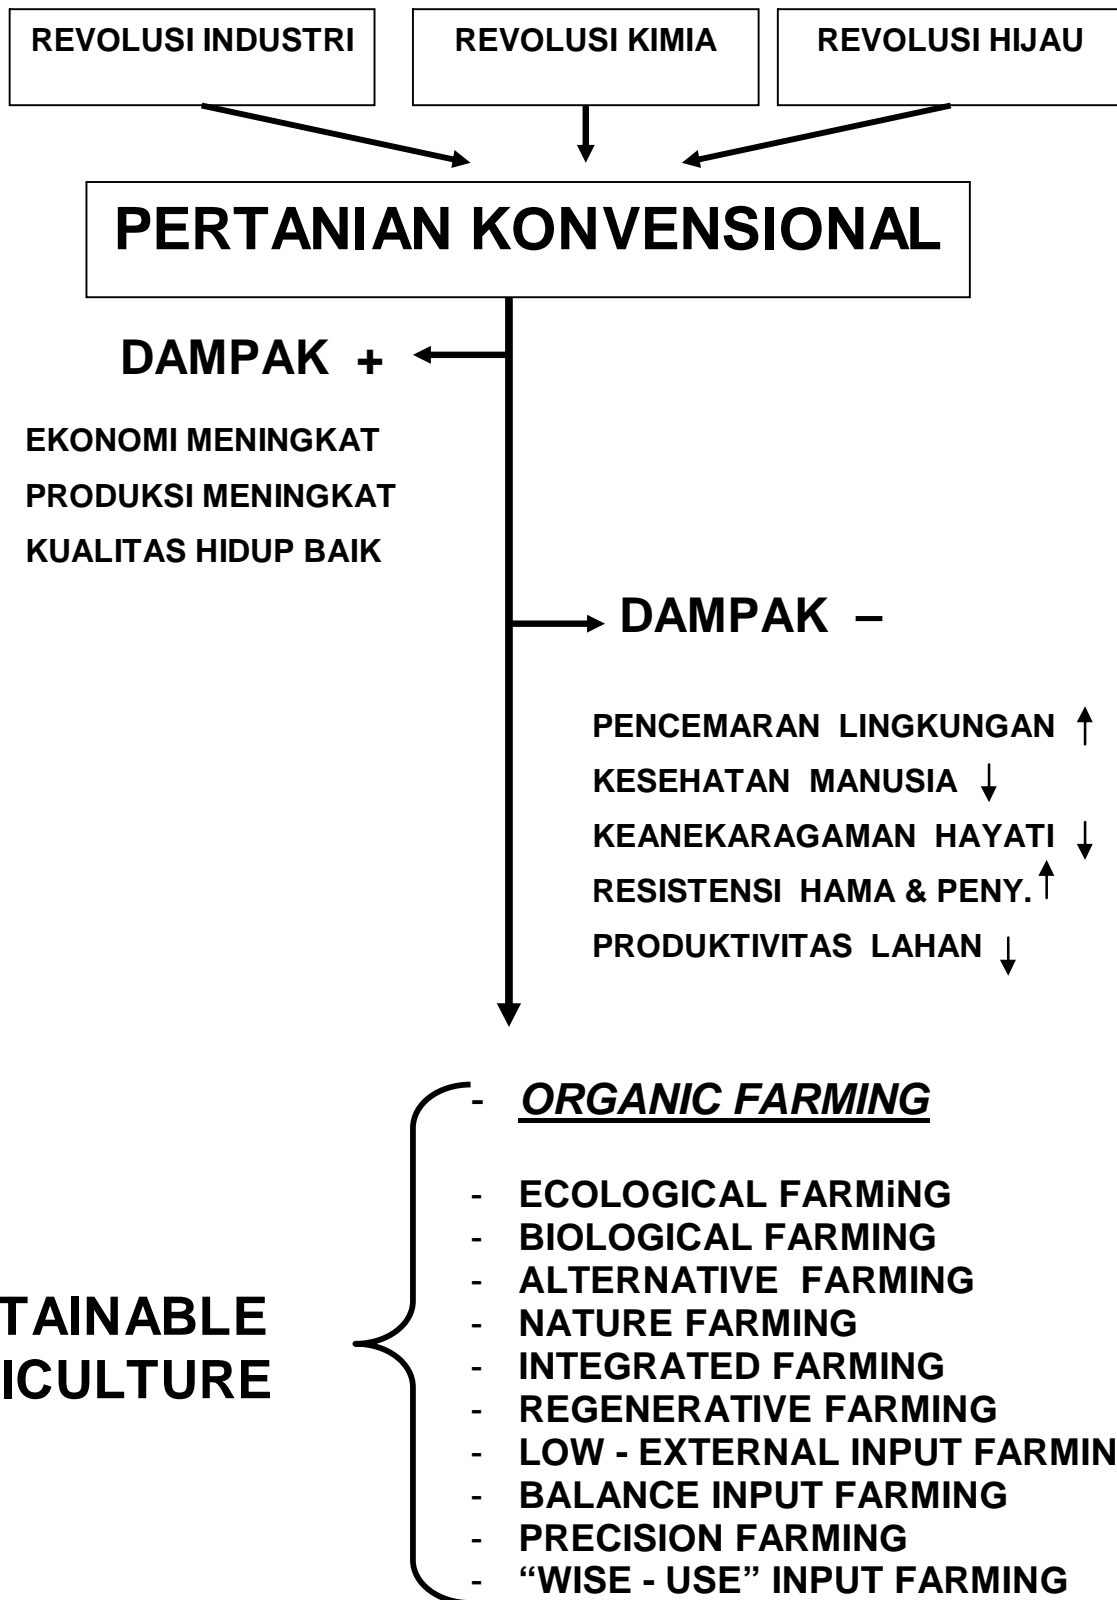 REVOLUSI INDUSTRI
REVOLUSI KIMIA
REVOLUSI HIJAU
PERTANIAN KONVENSIONAL
DAMPAK +
EKONOMI MENINGKAT
PRODUKSI MENINGKAT
KUALITAS HIDUP BAIK
DAMPAK –
PENCEMARAN LINGKUNGAN ↑
KESEHATAN MANUSIA ↓
KEANEKARAGAMAN HAYATI ↓
RESISTENSI HAMA & PENY. ↑
PRODUKTIVITAS LAHAN ↓
TAINABLE
ICULTURE
- ORGANIC FARMING
- ECOLOGICAL FARMiNG
- BIOLOGICAL FARMING
- ALTERNATIVE FARMING
- NATURE FARMING
- INTEGRATED FARMING
- REGENERATIVE FARMING
- LOW - EXTERNAL INPUT FARMIN
- BALANCE INPUT FARMING
- PRECISION FARMING
- “WISE - USE” INPUT FARMING